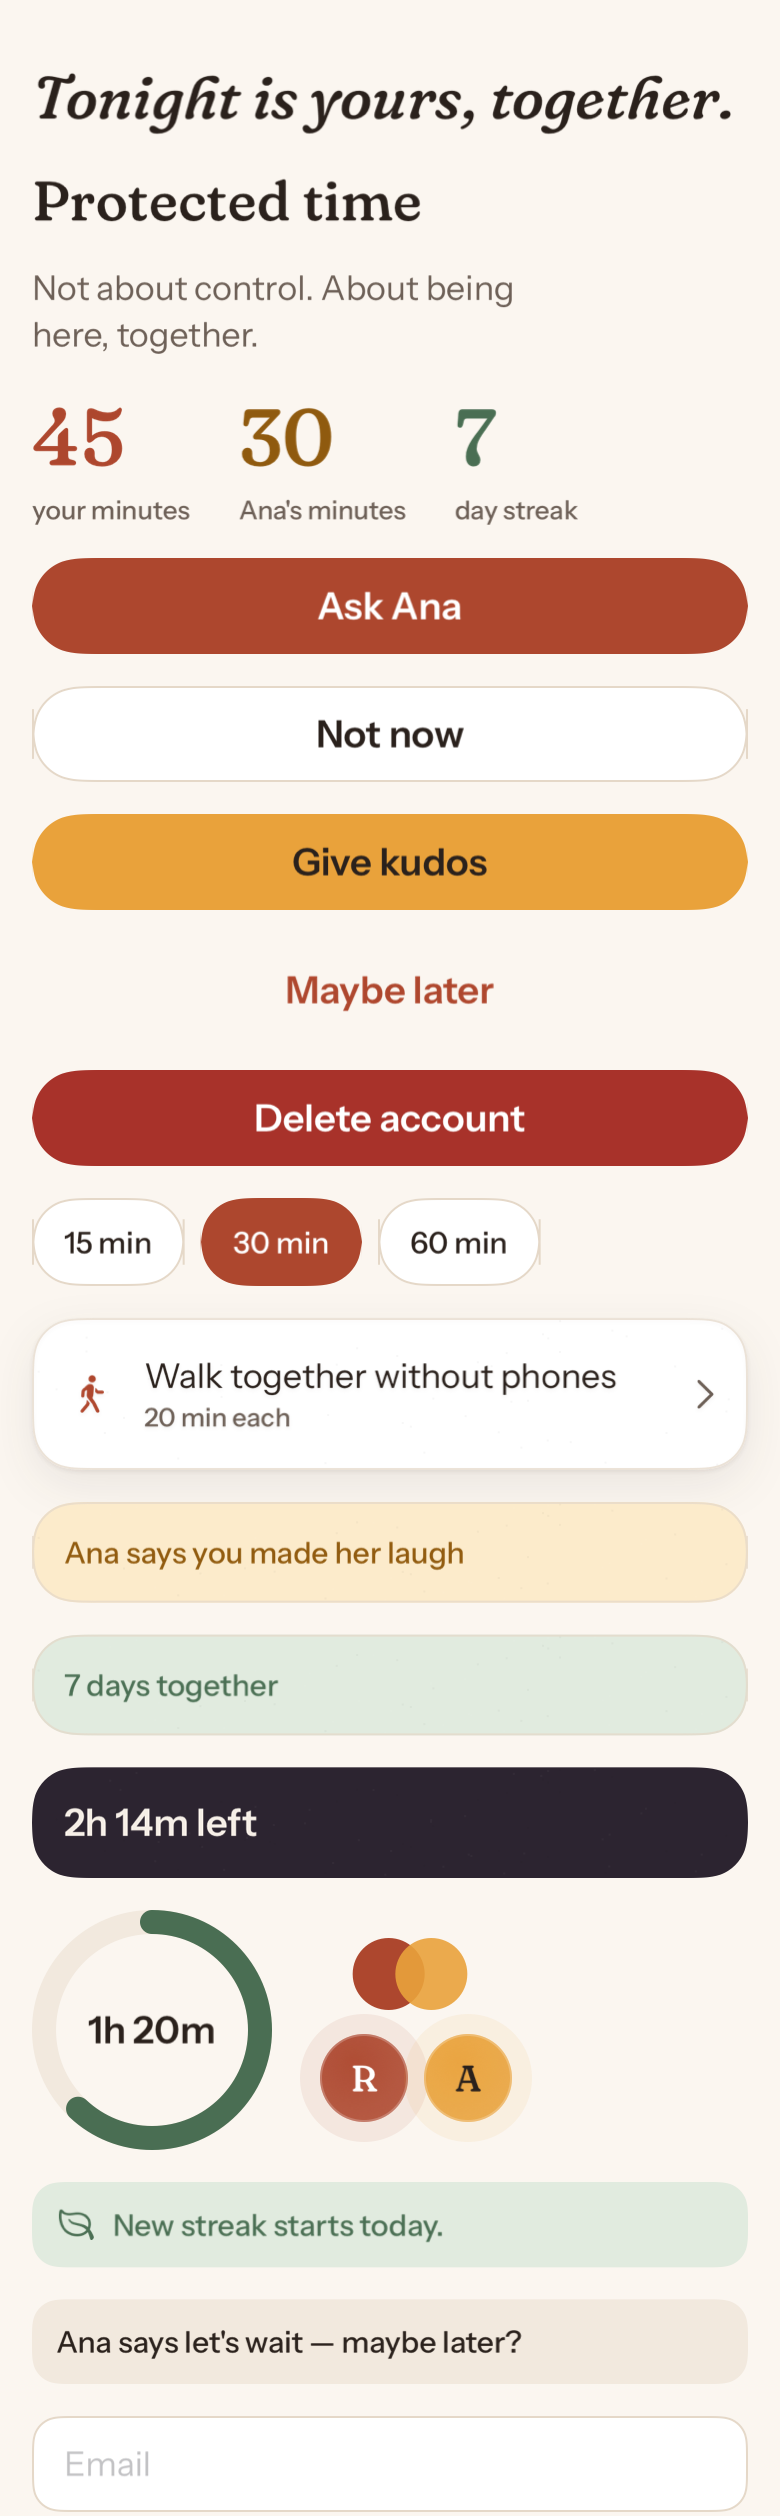 Tonight is yours, together.
Protected time
Not about control. About being
here, together.
45 30 7
your minutes Ana's minutes day streak
Ask Ana
Not now
Give kudos
Maybe later
Delete account
15 min 30 min 60 min
Walk together without phones
20 min each
Ana says you made her laugh
7 days together
2h 14m left
1h 20m
R A
New streak starts today.
Ana says let's wait — maybe later?
Email